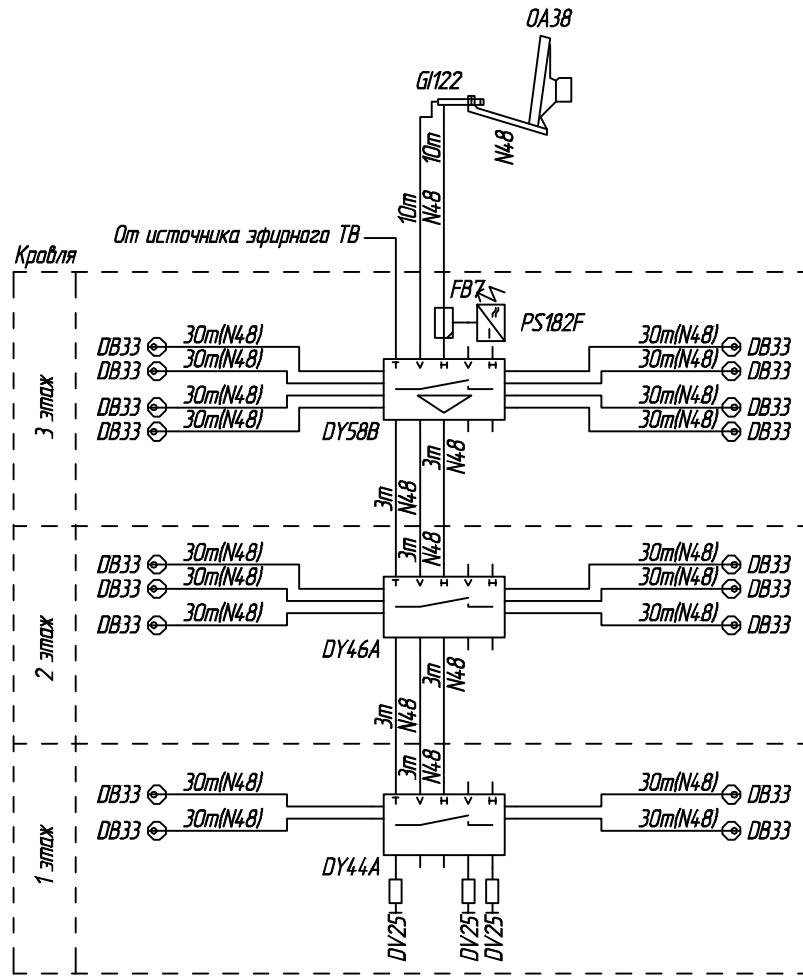 OA38
GI122
N48
10m
10m
N48
От источника эфирного ТВ
Кровля
FB7
PS182F
3 этаж
DB33 30m(N48)
DB33 30m(N48)
DB33 30m(N48)
DB33 30m(N48)
T V H V H
30m(N48) DB33
30m(N48) DB33
30m(N48) DB33
30m(N48) DB33
DY58B
3m
N48
3m
N48
3m
N48
2 этаж
DB33 30m(N48)
DB33 30m(N48)
DB33 30m(N48)
T V H V H
30m(N48) DB33
30m(N48) DB33
30m(N48) DB33
DY46A
3m
N48
3m
N48
3m
N48
1 этаж
DB33 30m(N48)
DB33 30m(N48)
T V H V H
30m(N48) DB33
30m(N48) DB33
DY44A
DV25
DV25
DV25